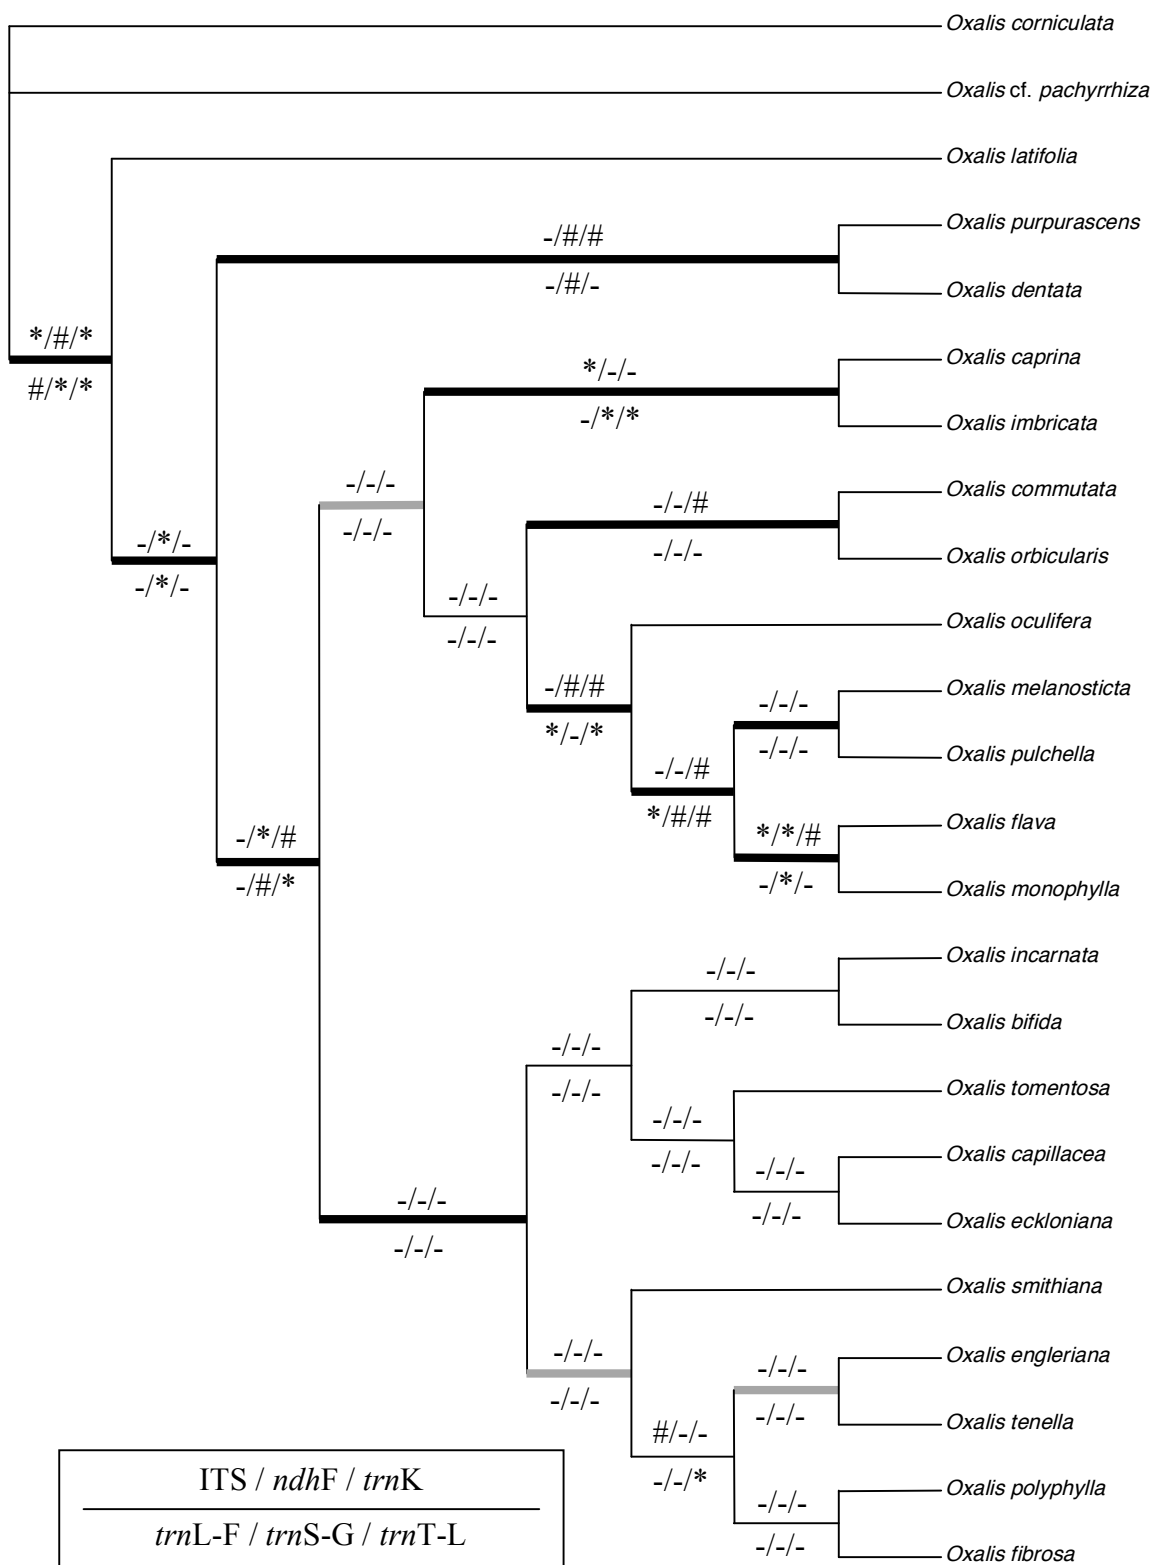 Oxalis corniculata
Oxalis cf. pachyrrhiza
Oxalis latifolia
Oxalis purpurascens
-/#/#
-/#/-
Oxalis dentata
*/#/*
#/*/*
Oxalis caprina
*/-/-
-/*/*
Oxalis imbricata
-/-/-
-/-/-
Oxalis commutata
-/-/#
-/-/-
Oxalis orbicularis
-/*/-
-/*/-
-/-/-
-/-/-
Oxalis oculifera
-/#/#
*/-/*
Oxalis melanosticta
-/-/-
-/-/-
Oxalis pulchella
-/-/#
*/#/#
Oxalis flava
*/*/#
-/*/-
Oxalis monophylla
-/*/#
-/#/*
Oxalis incarnata
-/-/-
-/-/-
Oxalis bifida
-/-/-
-/-/-
Oxalis tomentosa
-/-/-
-/-/-
Oxalis capillacea
-/-/-
-/-/-
Oxalis eckloniana
-/-/-
-/-/-
Oxalis smithiana
-/-/-
-/-/-
Oxalis engleriana
-/-/-
-/-/-
Oxalis tenella
#/-/-
-/-/*
Oxalis polyphylla
-/-/-
-/-/-
Oxalis fibrosa
ITS / ndhF / trnK
trnL-F / trnS-G / trnT-L